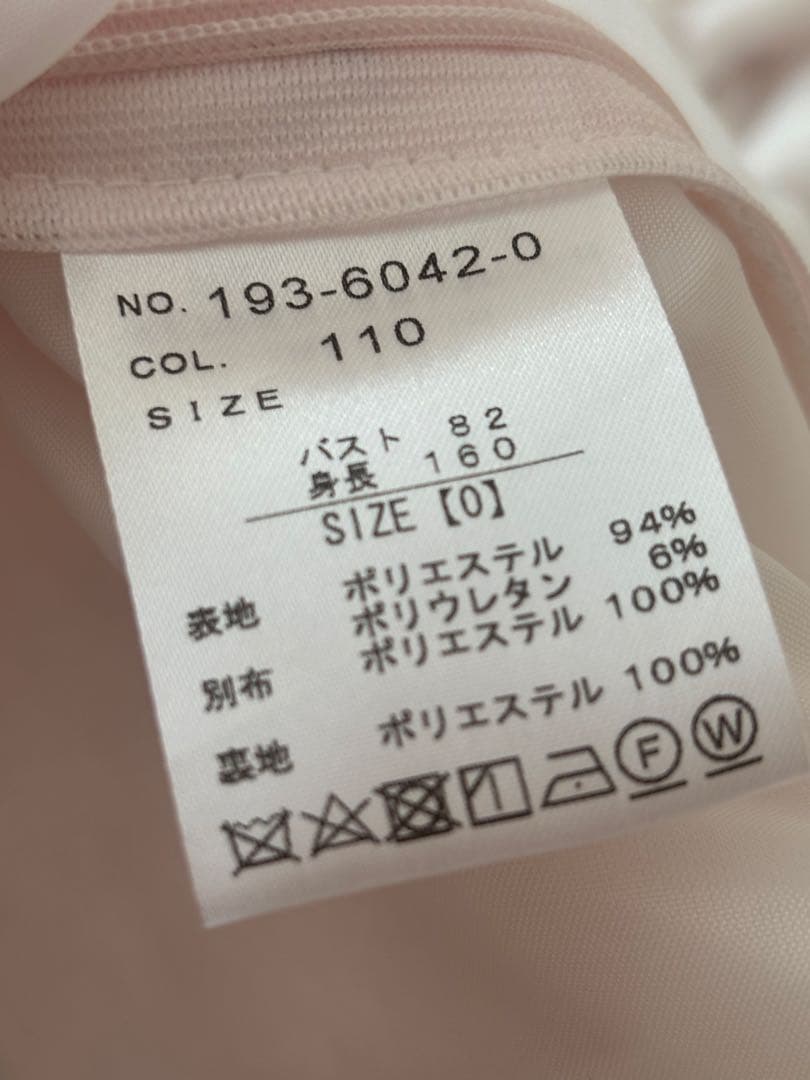 NO. 193-6042-0
COL. 110
SIZE
バスト 82
身長 160
SIZE【0】
表地 ポリエステル 94%
ポリウレタン 6%
別布 ポリエステル 100%
裏地 ポリエステル 100%
F W